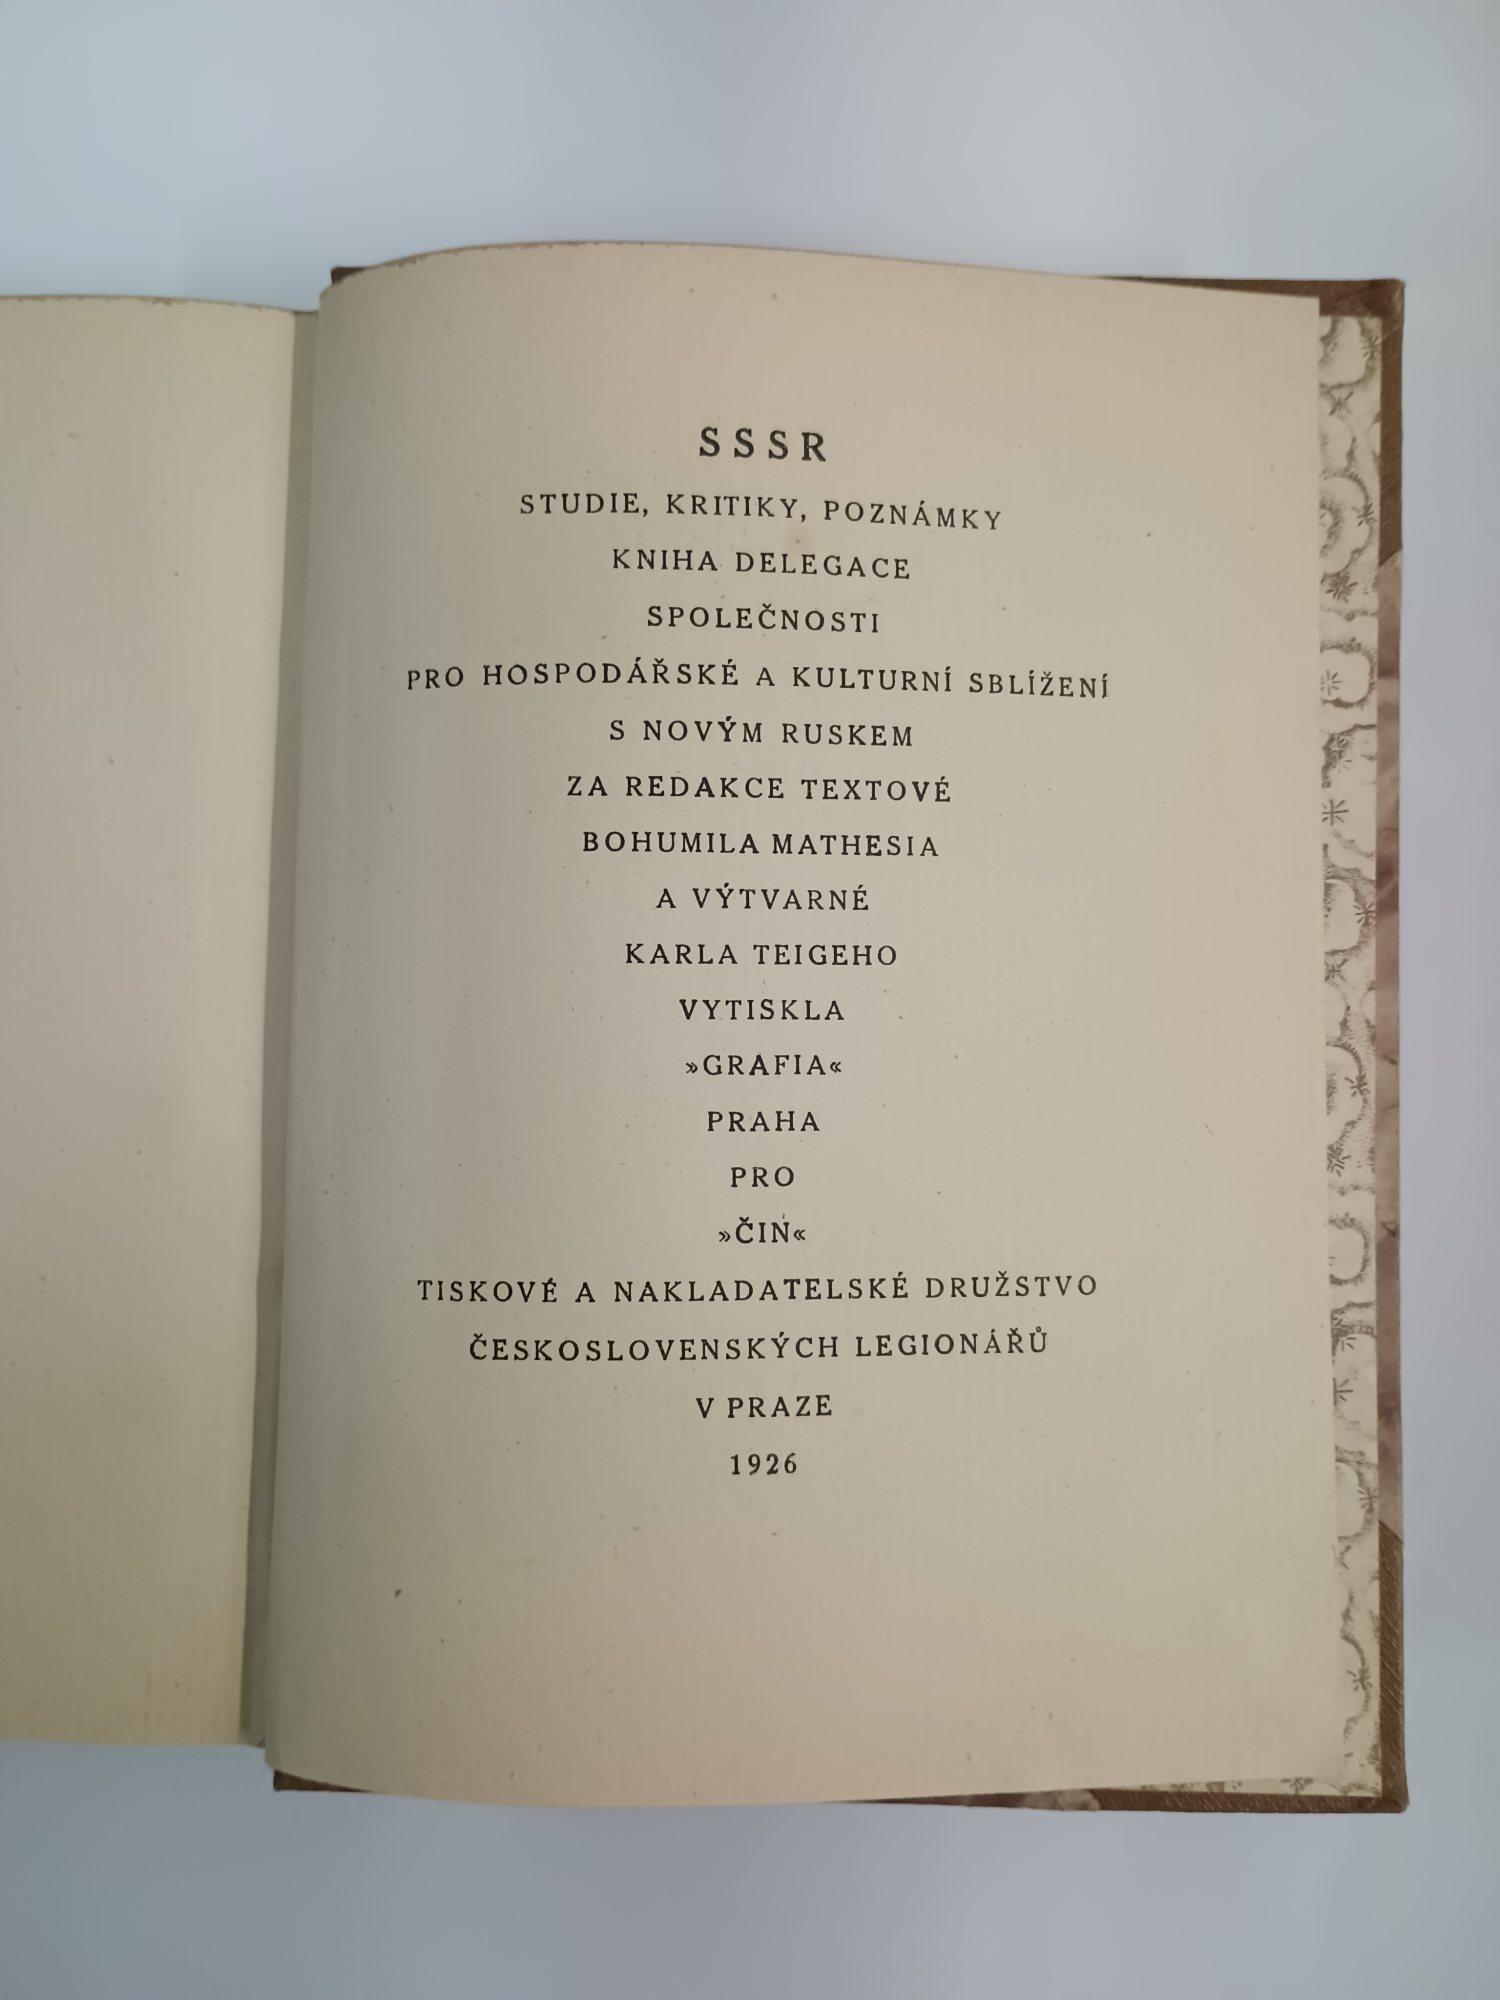 SSSR
STUDIE, KRITIKY, POZNÁMKY
KNIHA DELEGACE
SPOLEČNOSTI
PRO HOSPODÁŘSKÉ A KULTURNÍ SBLÍŽENÍ
S NOVÝM RUSKEM
ZA REDAKCE TEXTOVÉ
BOHUMILA MATHESIA
A VÝTVARNÉ
KARLA TEIGEHO
VYTISKLA
»GRAFIA«
PRAHA
PRO
»ČIN«
TISKOVÉ A NAKLADATELSKÉ DRUŽSTVO
ČESKOSLOVENSKÝCH LEGIONÁŘŮ
V PRAZE
1926